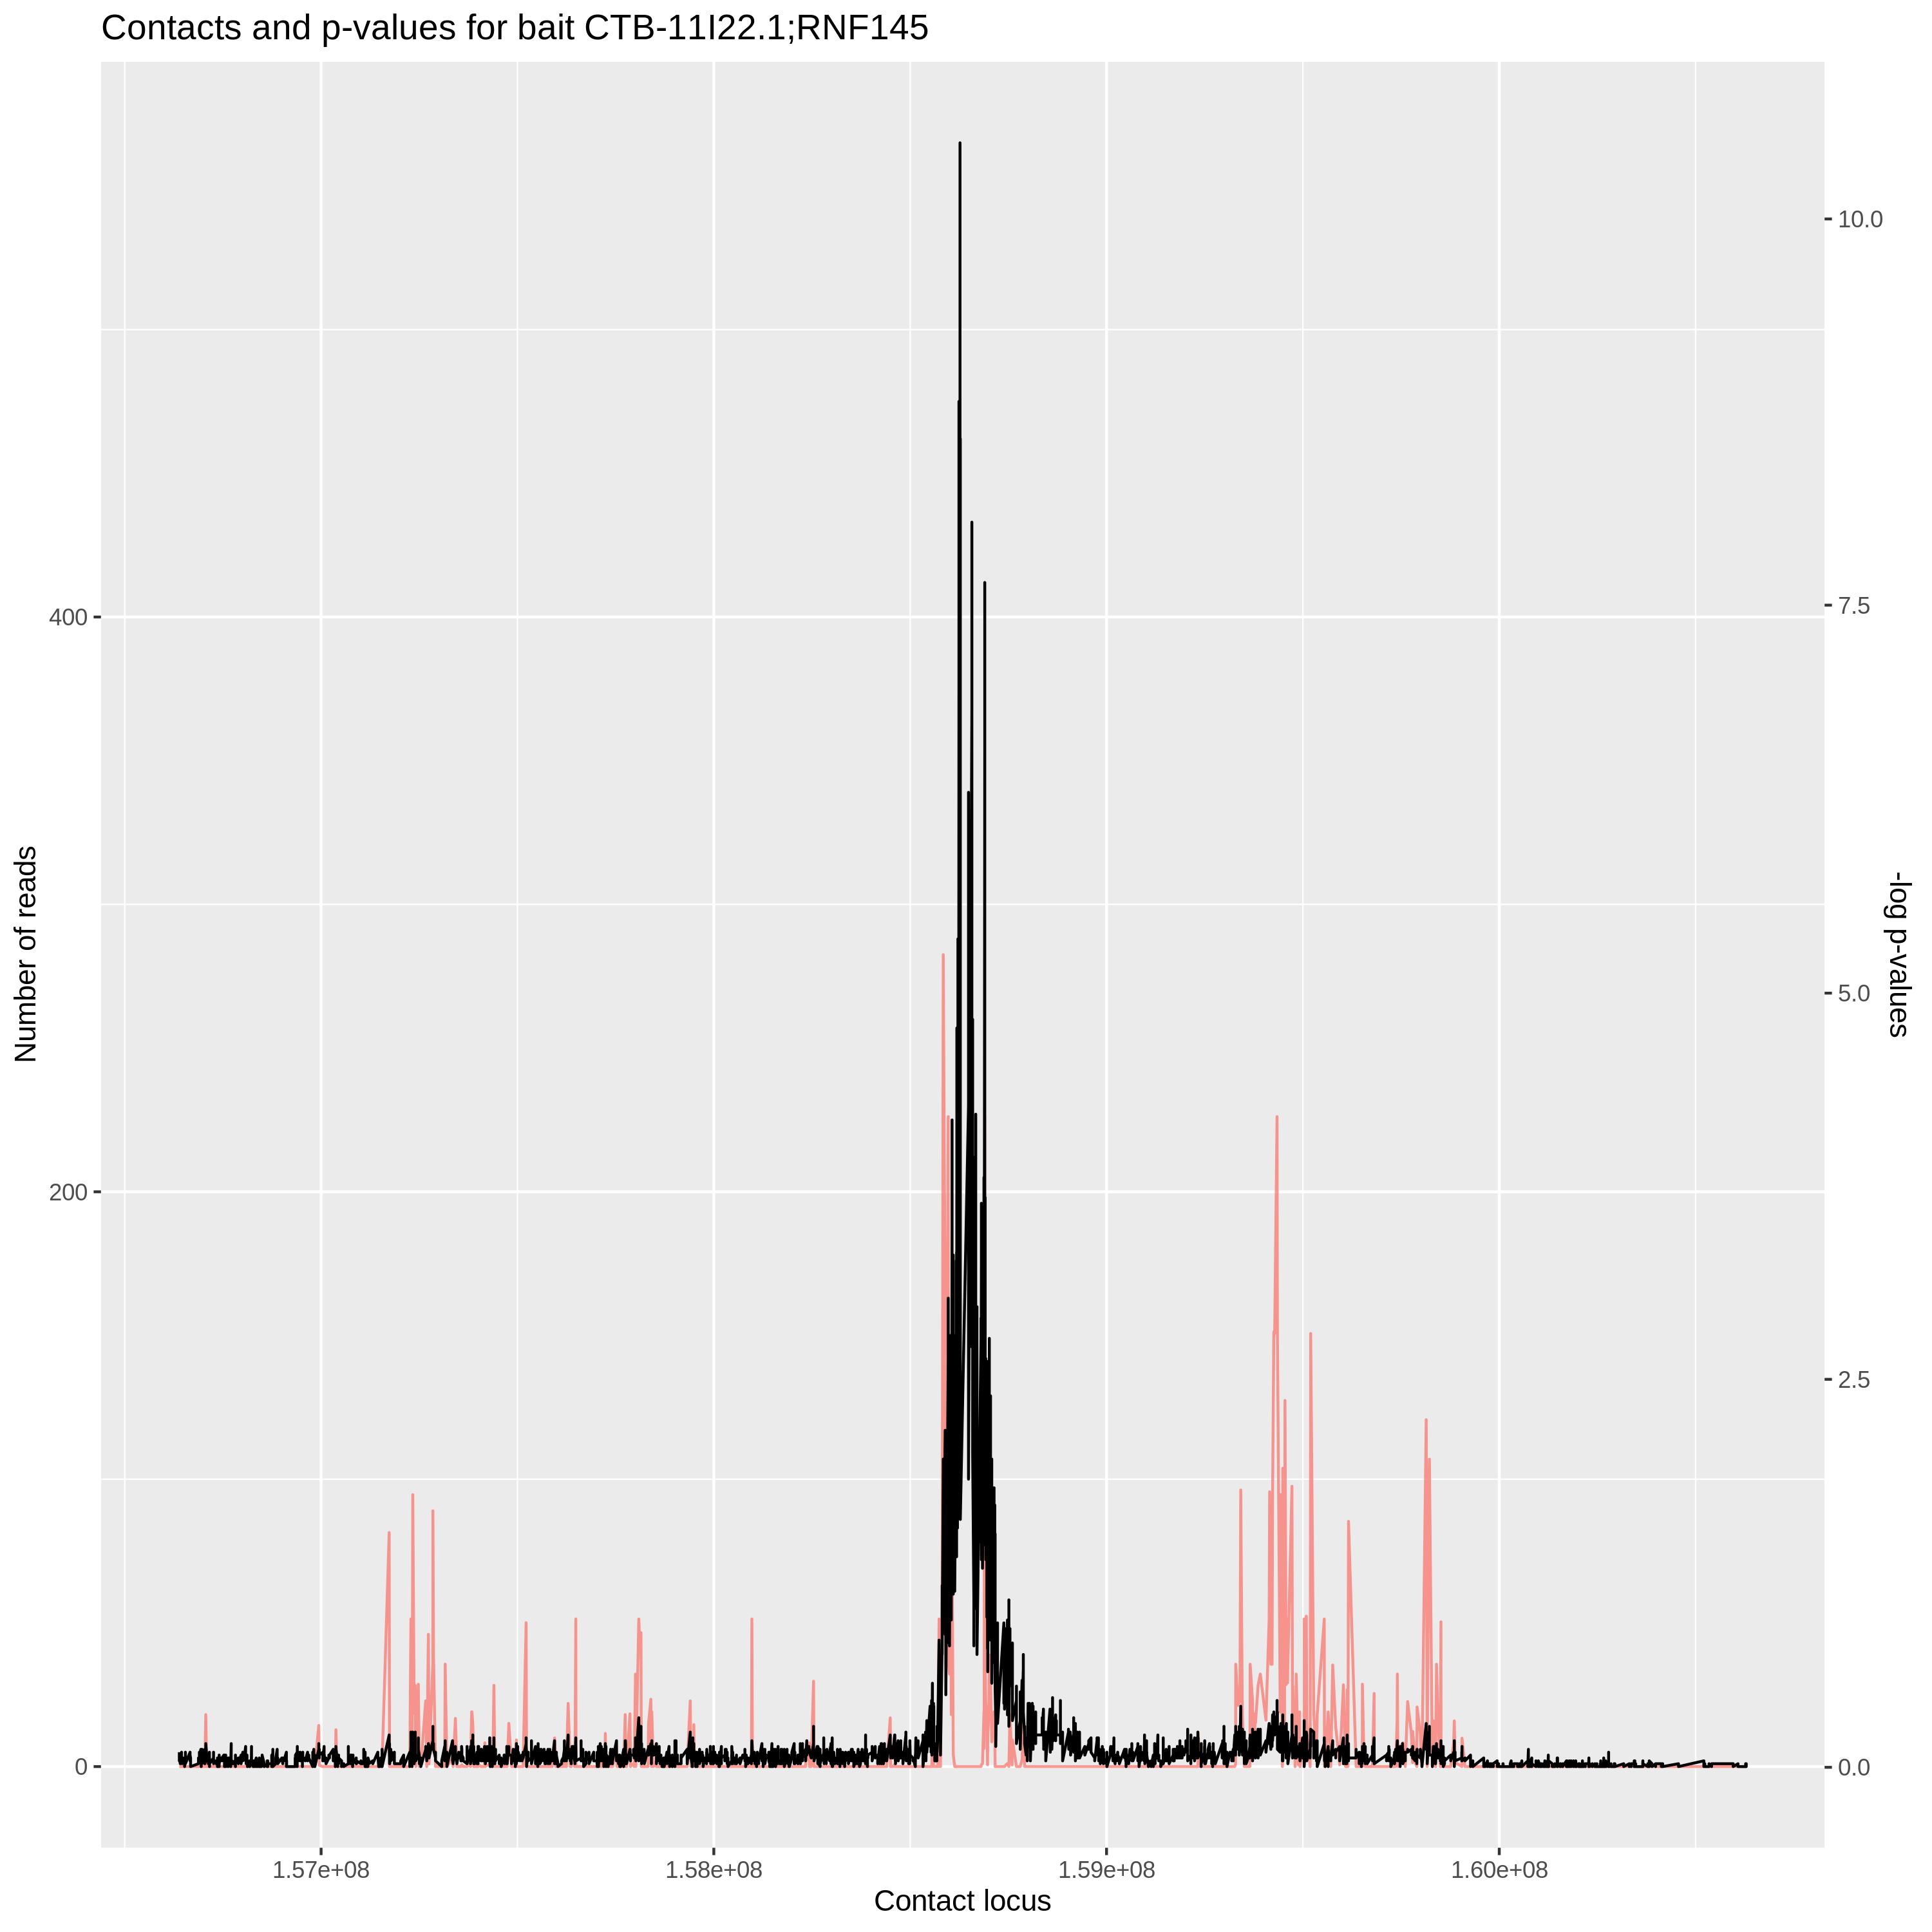 Contacts and p-values for bait CTB-11I22.1;RNF145
Number of reads
400
200
0
10.0
7.5
5.0
2.5
0.0
-log p-values
1.57e+08
1.58e+08
1.59e+08
1.60e+08
Contact locus